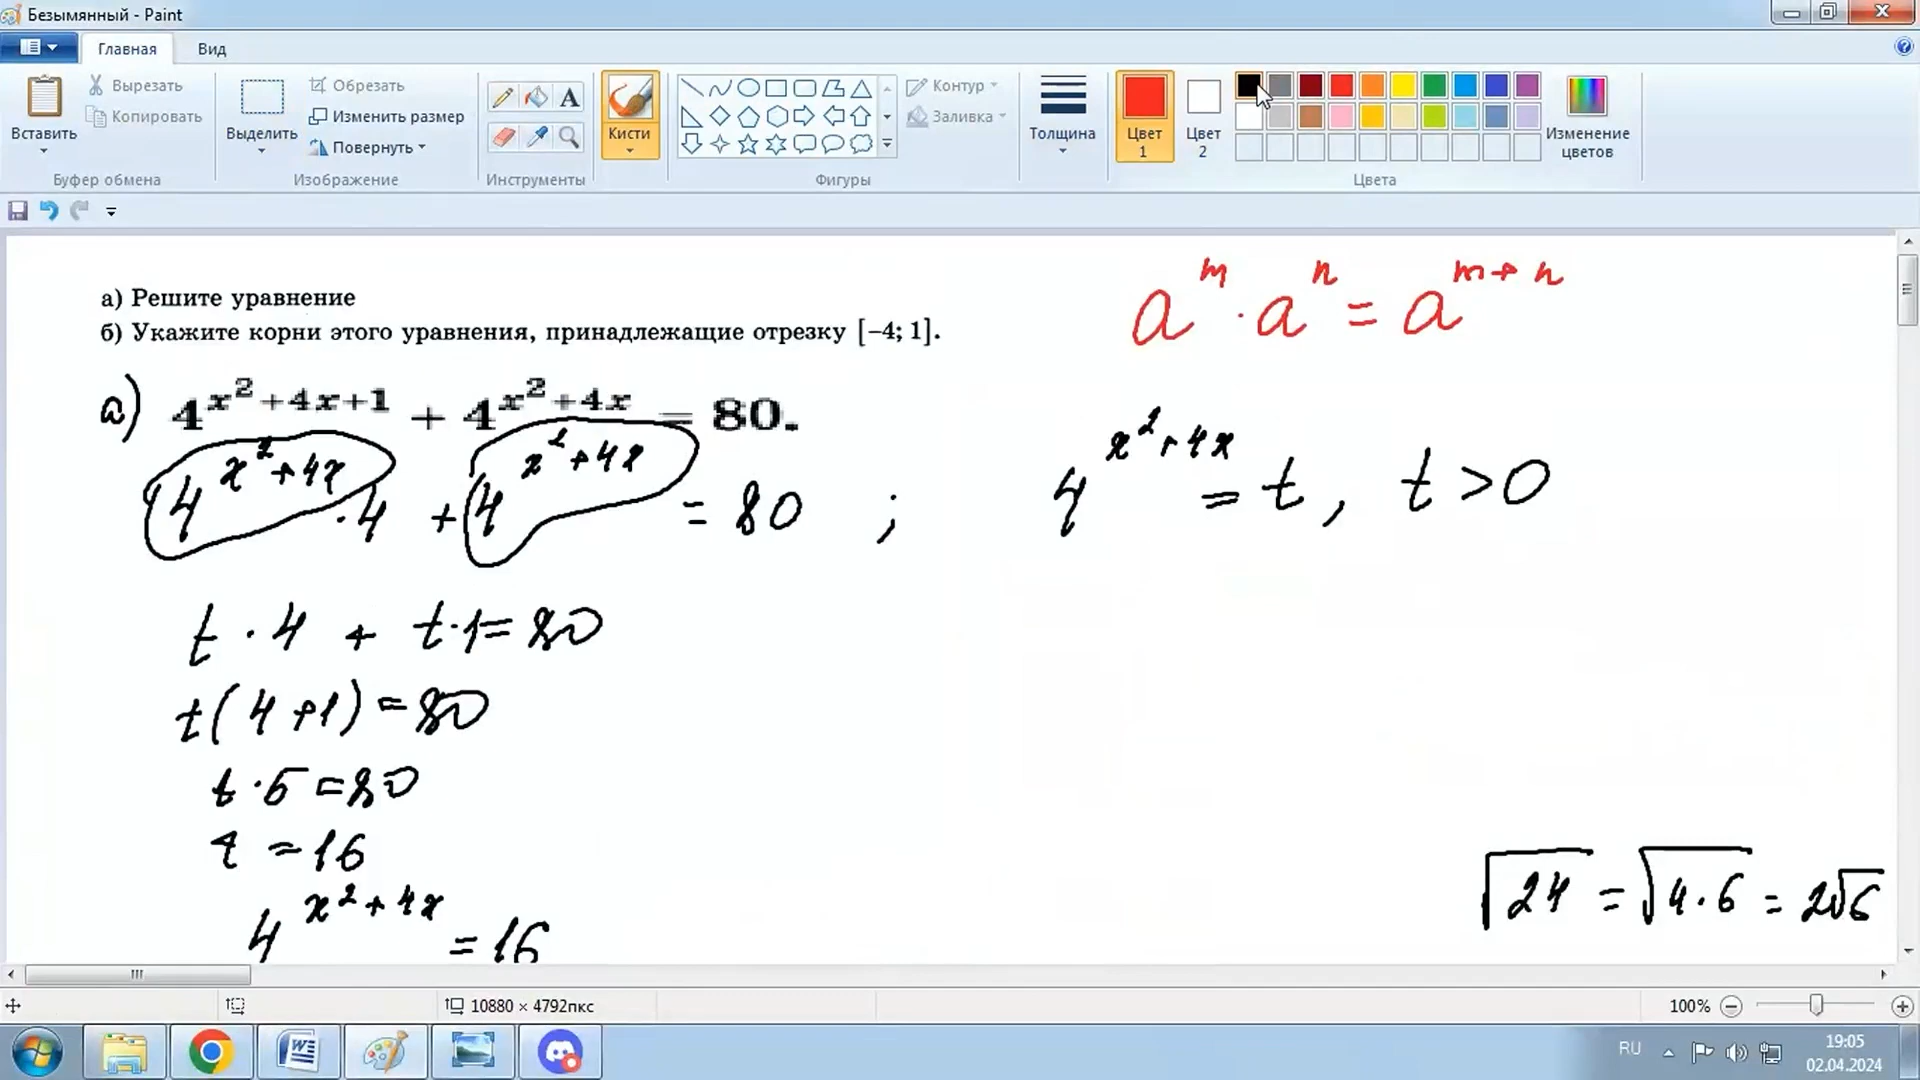 Безымянный - Paint
Главная
Вид
Вставить
Вырезать
Копировать
Буфер обмена
Выделить
Обрезать
Изменить размер
Повернуть
Изображение
A
Инструменты
Кисти
Контур
Заливка
Фигуры
Толщина
Цвет 1
Цвет 2
Изменение цветов
Цвета
а) Решите уравнение
б) Укажите корни этого уравнения, принадлежащие отрезку [−4; 1].
a^m · a^n = a^{m+n}
а) 4^{x²+4x+1} + 4^{x²+4x} = 80.
4^{x²+4x} · 4 + 4^{x²+4x} = 80 ;
4^{x²+4x} = t, t > 0
t · 4 + t · 1 = 80
t(4+1) = 80
t · 5 = 80
t = 16
4^{x²+4x} = 16
√24 = √4·6 = 2√6
10880 × 4792пкс
100%
RU
19:05
02.04.2024